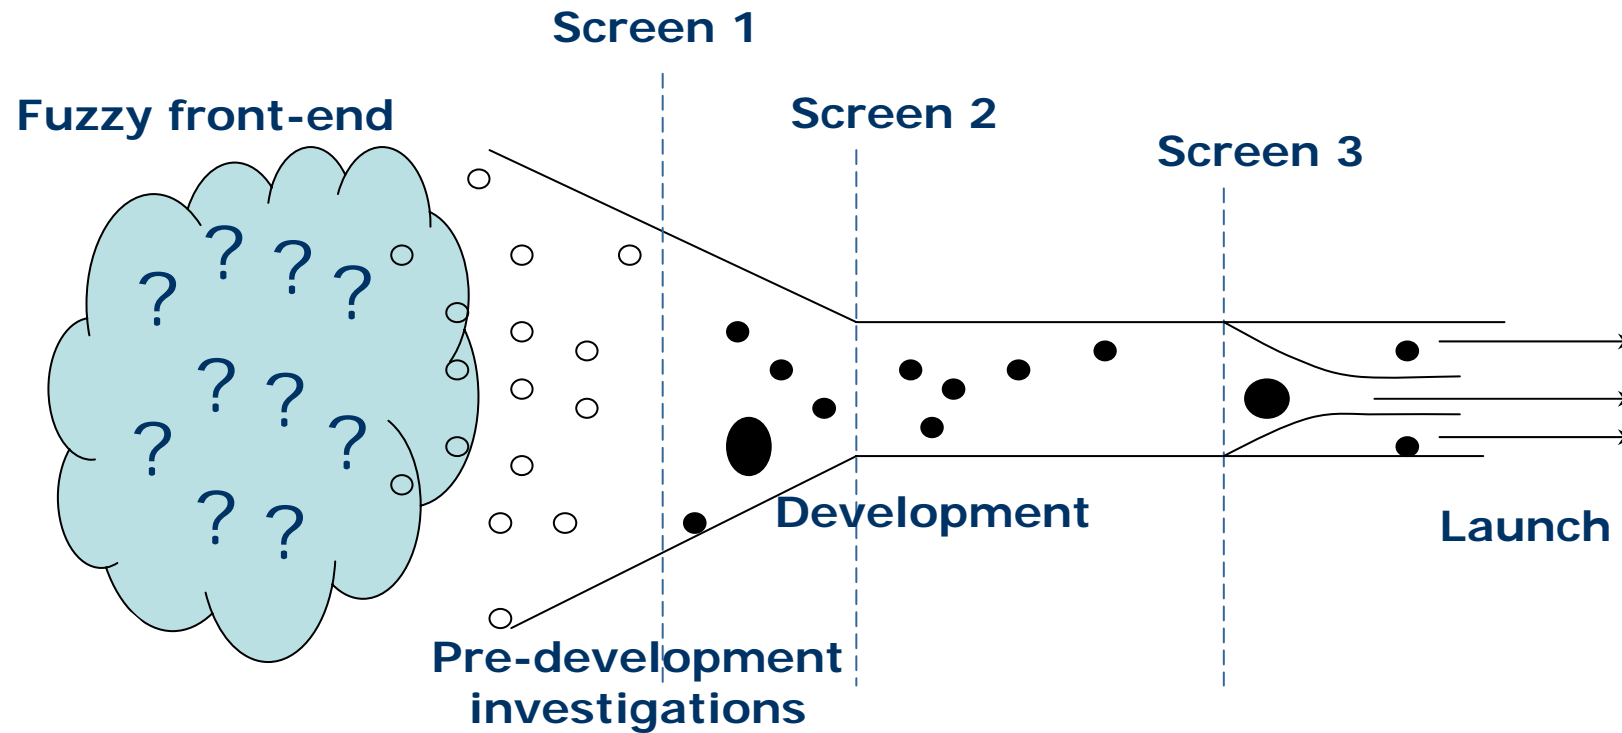 Screen 1
Fuzzy front-end
Screen 2
Screen 3
? ? ? ?
?
? ? ?
?
? ?
Development
Launch
Pre-development
investigations